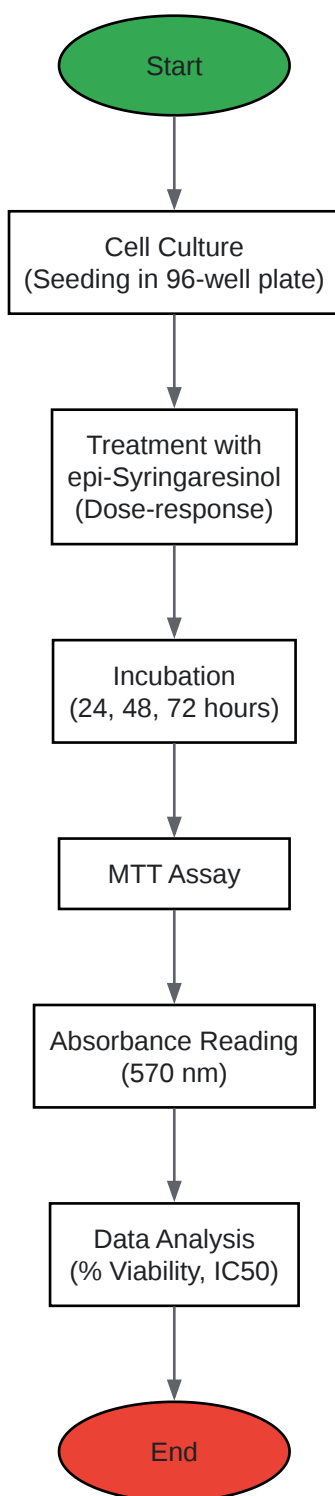 Start
Cell Culture
(Seeding in 96-well plate)
Treatment with
epi-Syringaresinol
(Dose-response)
Incubation
(24, 48, 72 hours)
MTT Assay
Absorbance Reading
(570 nm)
Data Analysis
(% Viability, IC50)
End